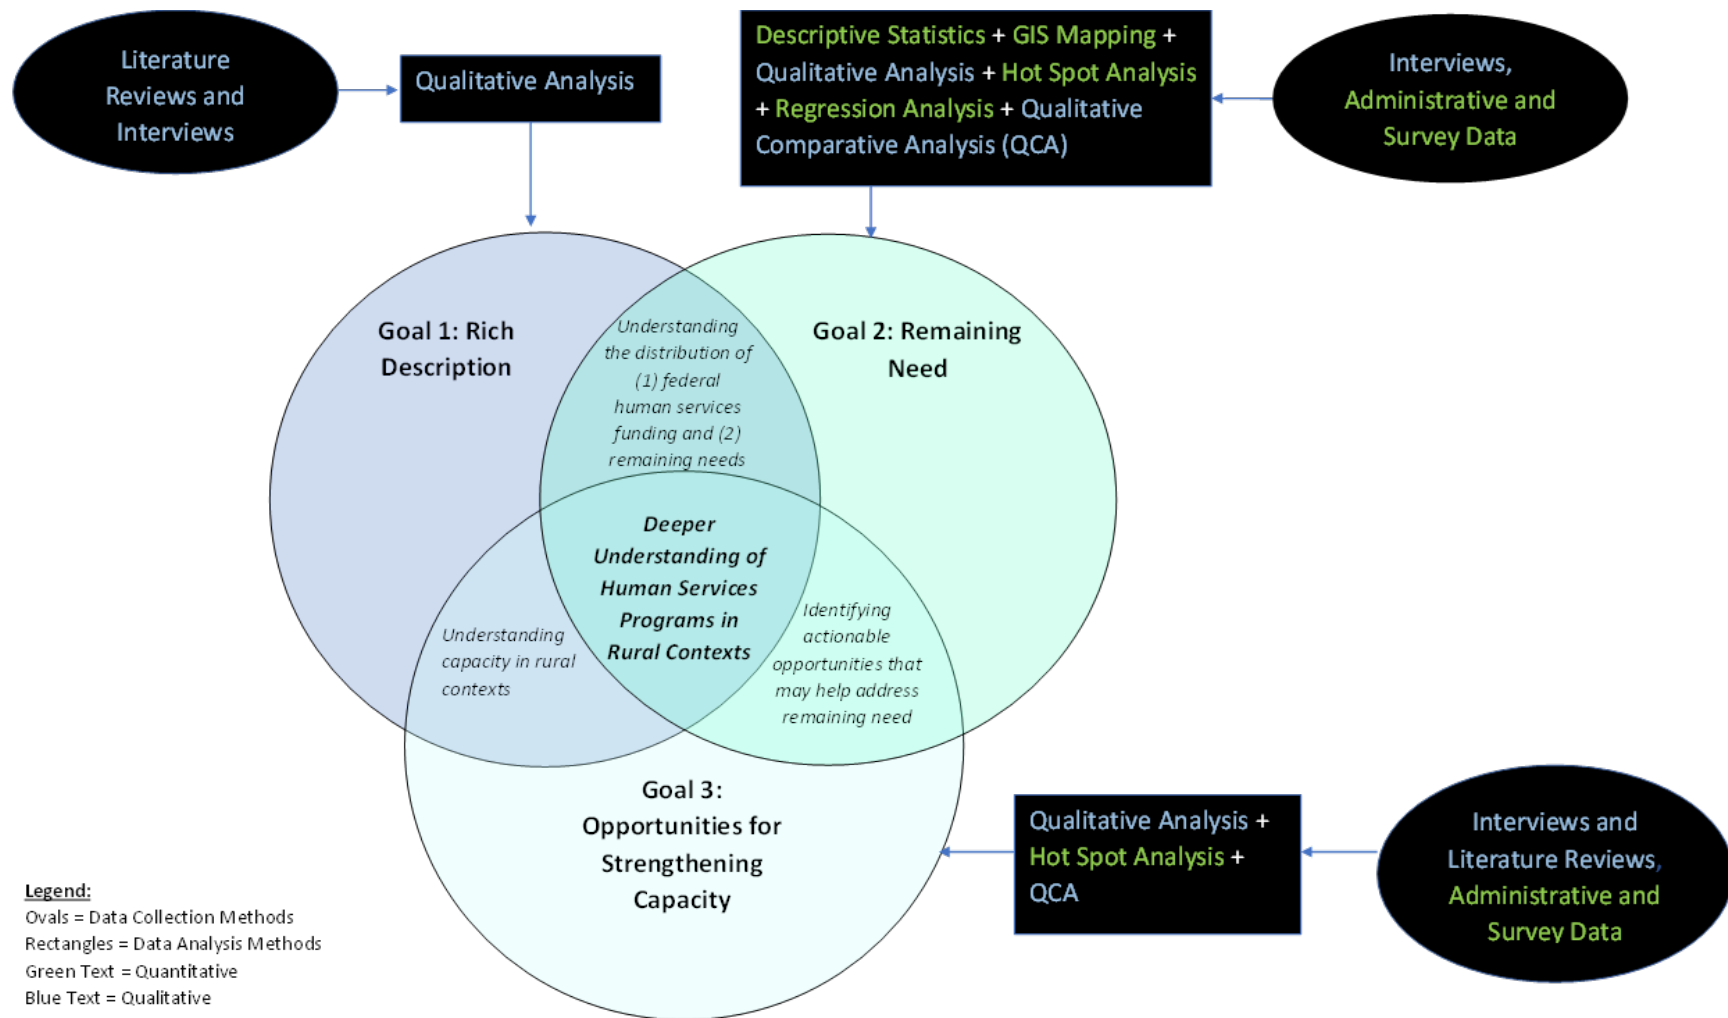 Literature
Reviews and
Interviews
Qualitative Analysis
Descriptive Statistics + GIS Mapping +
Qualitative Analysis + Hot Spot Analysis
+ Regression Analysis + Qualitative
Comparative Analysis (QCA)
Interviews,
Administrative and
Survey Data
Goal 1: Rich
Description
Understanding
the distribution of
(1) federal
human services
funding and (2)
remaining needs
Goal 2: Remaining
Need
Deeper
Understanding of
Human Services
Programs in
Rural Contexts
Understanding
capacity in rural
contexts
Identifying
actionable
opportunities that
may help address
remaining need
Goal 3:
Opportunities for
Strengthening
Capacity
Qualitative Analysis +
Hot Spot Analysis +
QCA
Interviews and
Literature Reviews,
Administrative and
Survey Data
Legend:
Ovals = Data Collection Methods
Rectangles = Data Analysis Methods
Green Text = Quantitative
Blue Text = Qualitative